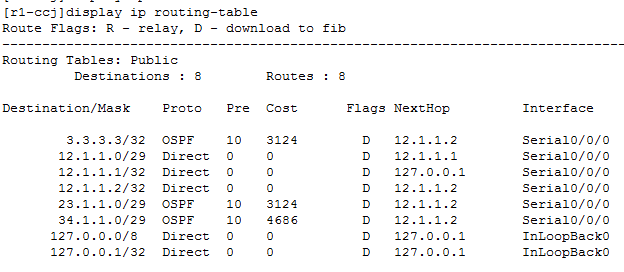 [r1-ccj]display ip routing-table
Route Flags: R - relay, D - download to fib
------------------------------------------------------------------------------
Routing Tables: Public
         Destinations : 8        Routes : 8

Destination/Mask    Proto   Pre  Cost      Flags NextHop         Interface

        3.3.3.3/32  OSPF    10   3124        D   12.1.1.2        Serial0/0/0
       12.1.1.0/29  Direct  0    0           D   12.1.1.1        Serial0/0/0
       12.1.1.1/32  Direct  0    0           D   127.0.0.1       Serial0/0/0
       12.1.1.2/32  Direct  0    0           D   12.1.1.2        Serial0/0/0
       23.1.1.0/29  OSPF    10   3124        D   12.1.1.2        Serial0/0/0
       34.1.1.0/29  OSPF    10   4686        D   12.1.1.2        Serial0/0/0
      127.0.0.0/8   Direct  0    0           D   127.0.0.1       InLoopBack0
      127.0.0.1/32  Direct  0    0           D   127.0.0.1       InLoopBack0